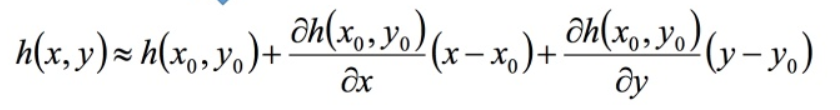 h(x, y) ≈ h(x₀, y₀) + ∂h(x₀, y₀)/∂x (x − x₀) + ∂h(x₀, y₀)/∂y (y − y₀)